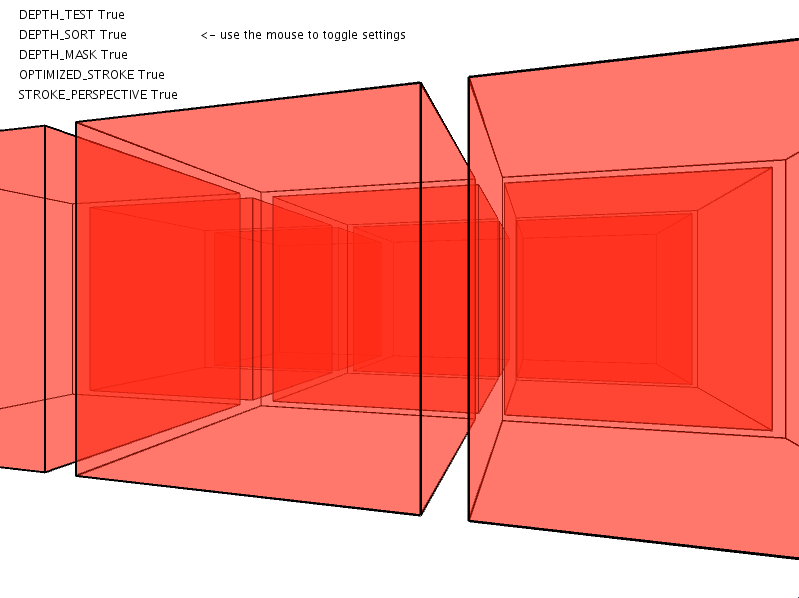 DEPTH_TEST True
DEPTH_SORT True <- use the mouse to toggle settings
DEPTH_MASK True
OPTIMIZED_STROKE True
STROKE_PERSPECTIVE True